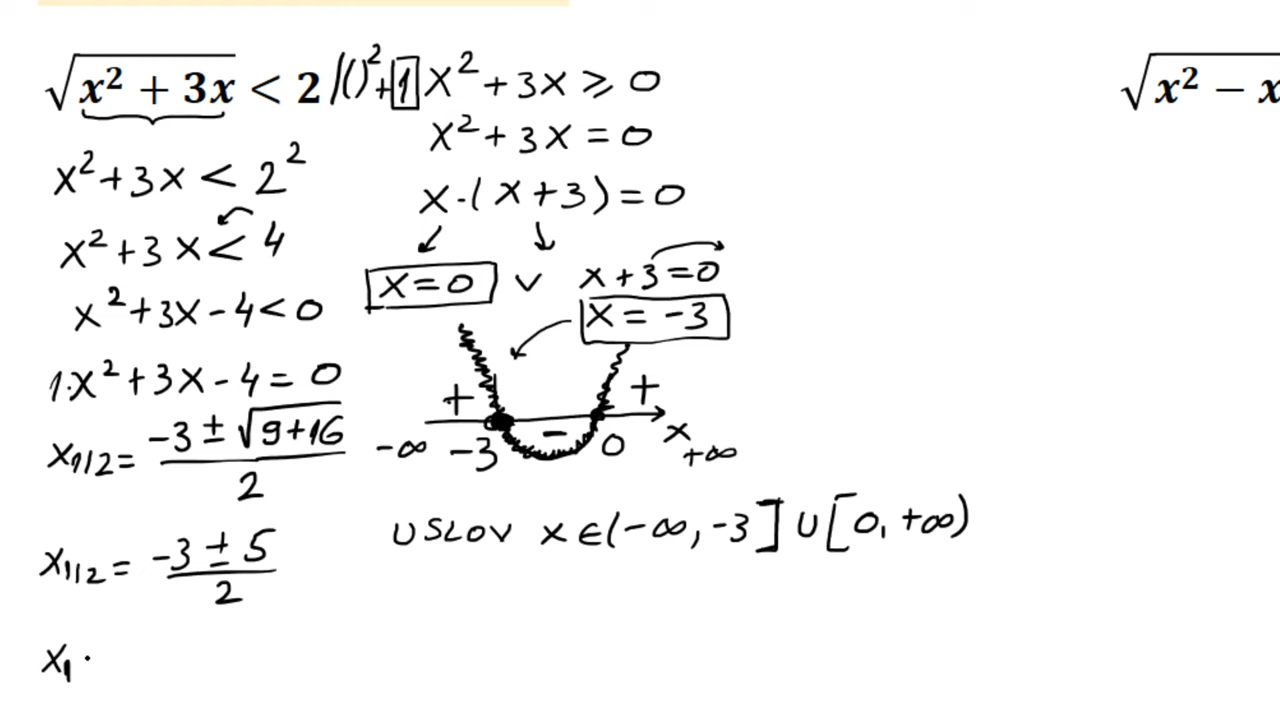 √(x² + 3x) < 2 /()²
x²+3x < 2²
x²+3x < 4
x²+3x-4<0
1·x²+3x-4=0
x₁/₂ = (-3 ± √(9+16))/2
x₁/₂ = (-3 ± 5)/2
x₁
1 x²+3x ⩾ 0
x²+3x = 0
x·(x+3)=0
x=0 ∨ x+3=0
x = -3
+ - +
-∞ -3 0 x +∞
USLOV x∈(-∞,-3]∪[0,+∞)
√(x² − x